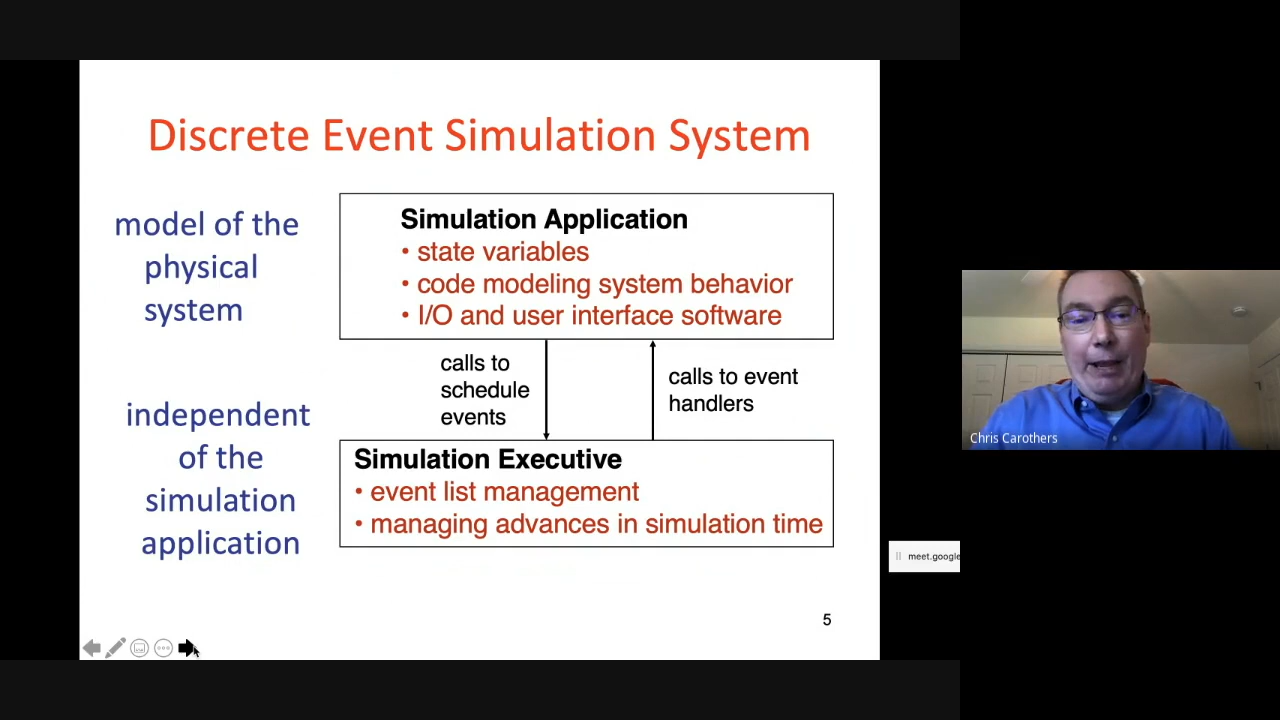 Discrete Event Simulation System
model of the
physical
system
Simulation Application
• state variables
• code modeling system behavior
• I/O and user interface software
calls to
schedule
events
calls to event
handlers
independent
of the
simulation
application
Simulation Executive
• event list management
• managing advances in simulation time
5
Chris Carothers
meet.google